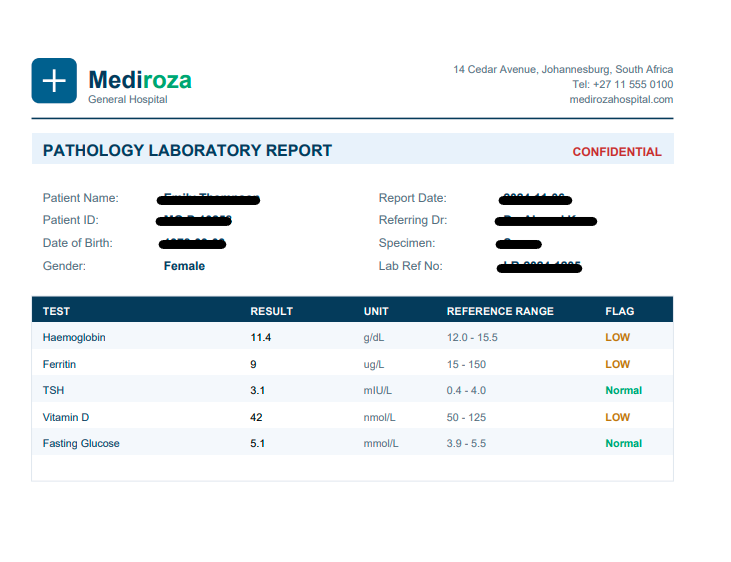 Mediroza
General Hospital
14 Cedar Avenue, Johannesburg, South Africa
Tel: +27 11 555 0100
medirozahospital.com
PATHOLOGY LABORATORY REPORT CONFIDENTIAL
Patient Name: Report Date:
Patient ID: Referring Dr:
Date of Birth: Specimen:
Gender: Female Lab Ref No:
TEST RESULT UNIT REFERENCE RANGE FLAG
Haemoglobin 11.4 g/dL 12.0 - 15.5 LOW
Ferritin 9 ug/L 15 - 150 LOW
TSH 3.1 mIU/L 0.4 - 4.0 Normal
Vitamin D 42 nmol/L 50 - 125 LOW
Fasting Glucose 5.1 mmol/L 3.9 - 5.5 Normal